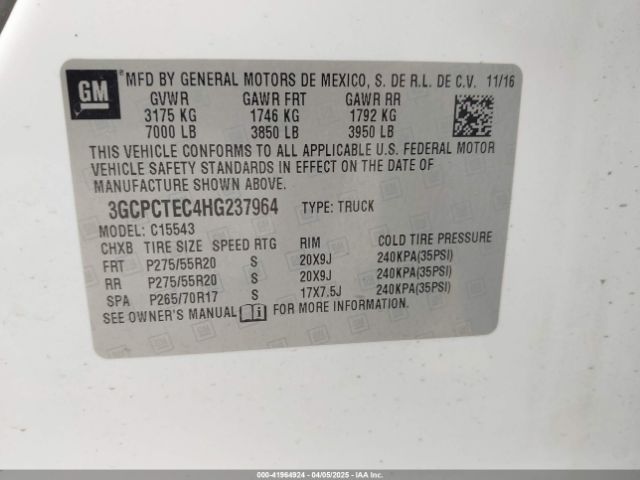 GM
® MFD BY GENERAL MOTORS DE MEXICO, S. DE R.L. DE C.V. 11/16
GVWR GAWR FRT GAWR RR
3175 KG 1746 KG 1792 KG
7000 LB 3850 LB 3950 LB
THIS VEHICLE CONFORMS TO ALL APPLICABLE U.S. FEDERAL MOTOR
VEHICLE SAFETY STANDARDS IN EFFECT ON THE DATE OF
MANUFACTURE SHOWN ABOVE.
3GCPCTEC4HG237964 TYPE: TRUCK
MODEL: C15543
CHXB TIRE SIZE SPEED RTG RIM COLD TIRE PRESSURE
FRT P275/55R20 S 20X9J 240KPA(35PSI)
RR P275/55R20 S 20X9J 240KPA(35PSI)
SPA P265/70R17 S 17X7.5J 240KPA(35PSI)
SEE OWNER'S MANUAL FOR MORE INFORMATION.
000-41964924 - 04/05/2025 - IAA, Inc.